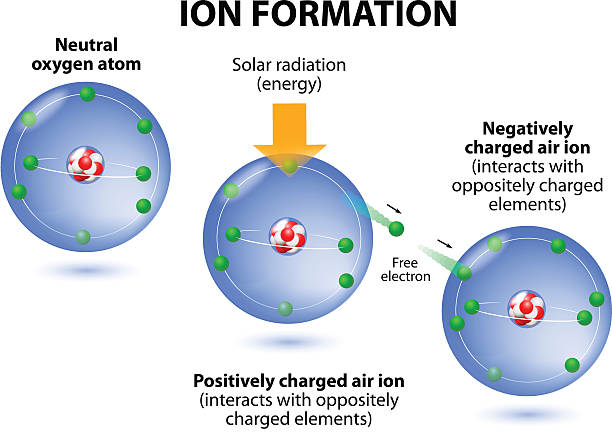 ION FORMATION
Neutral
oxygen atom
Solar radiation
(energy)
Negatively
charged air ion
(interacts with
oppositely charged
elements)
Free
electron
Positively charged air ion
(interacts with oppositely
charged elements)